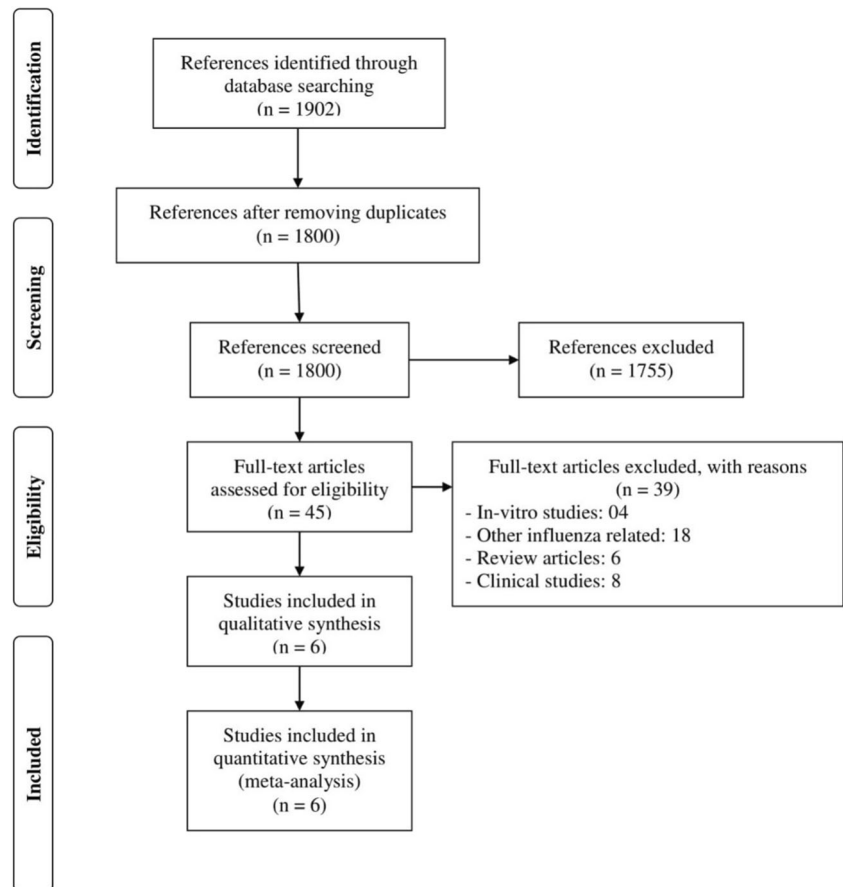 Identification
References identified through
database searching
(n = 1902)
References after removing duplicates
(n = 1800)
Screening
References screened
(n = 1800)
References excluded
(n = 1755)
Eligibility
Full-text articles
assessed for eligibility
(n = 45)
Full-text articles excluded, with reasons
(n = 39)
- In-vitro studies: 04
- Other influenza related: 18
- Review articles: 6
- Clinical studies: 8
Studies included in
qualitative synthesis
(n = 6)
Included
Studies included in
quantitative synthesis
(meta-analysis)
(n = 6)